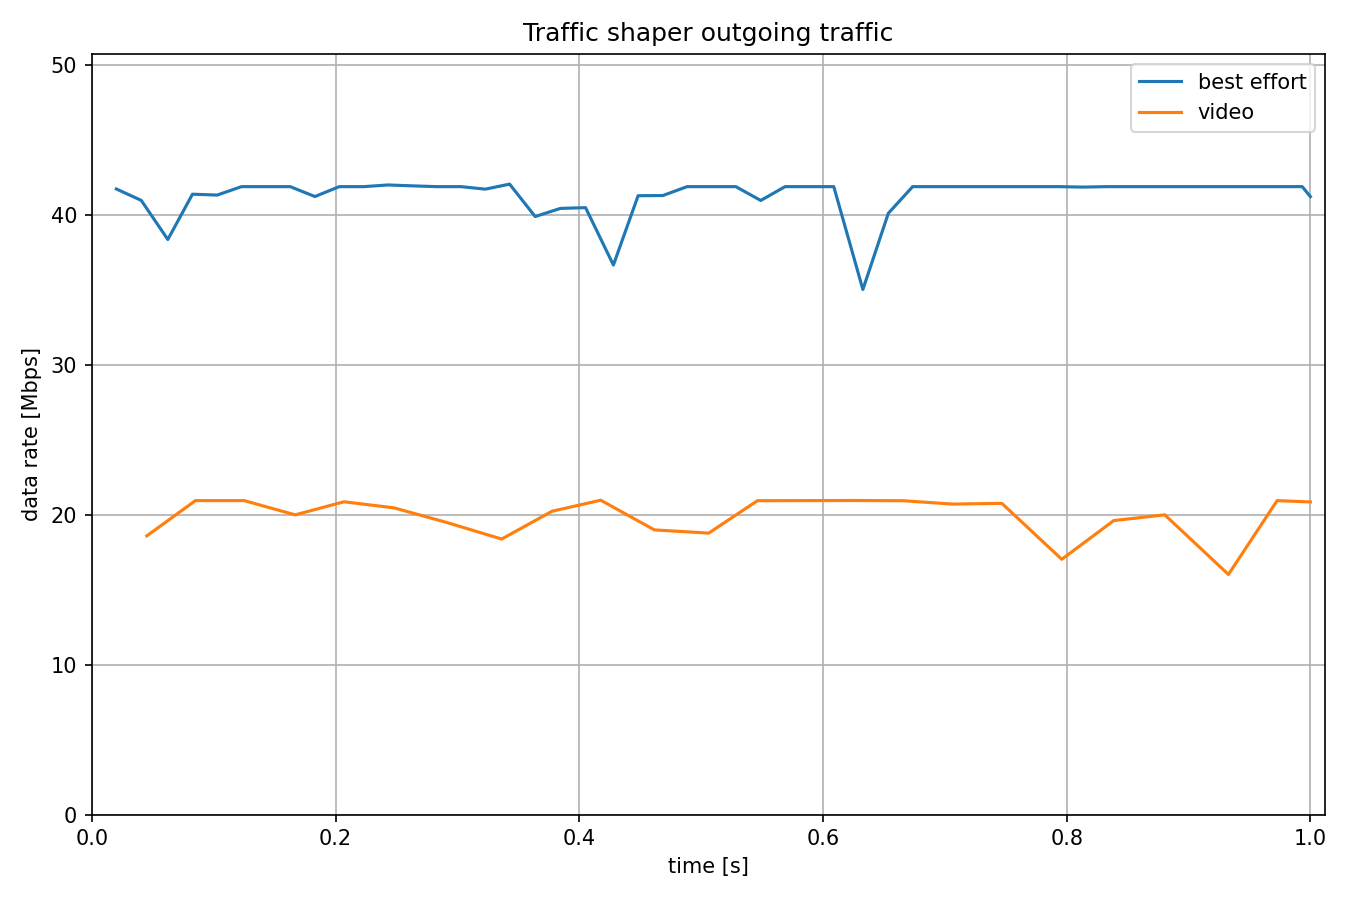 Traffic shaper outgoing traffic
best effort
video
data rate [Mbps]
50
40
30
20
10
0
0.0 0.2 0.4 0.6 0.8 1.0
time [s]